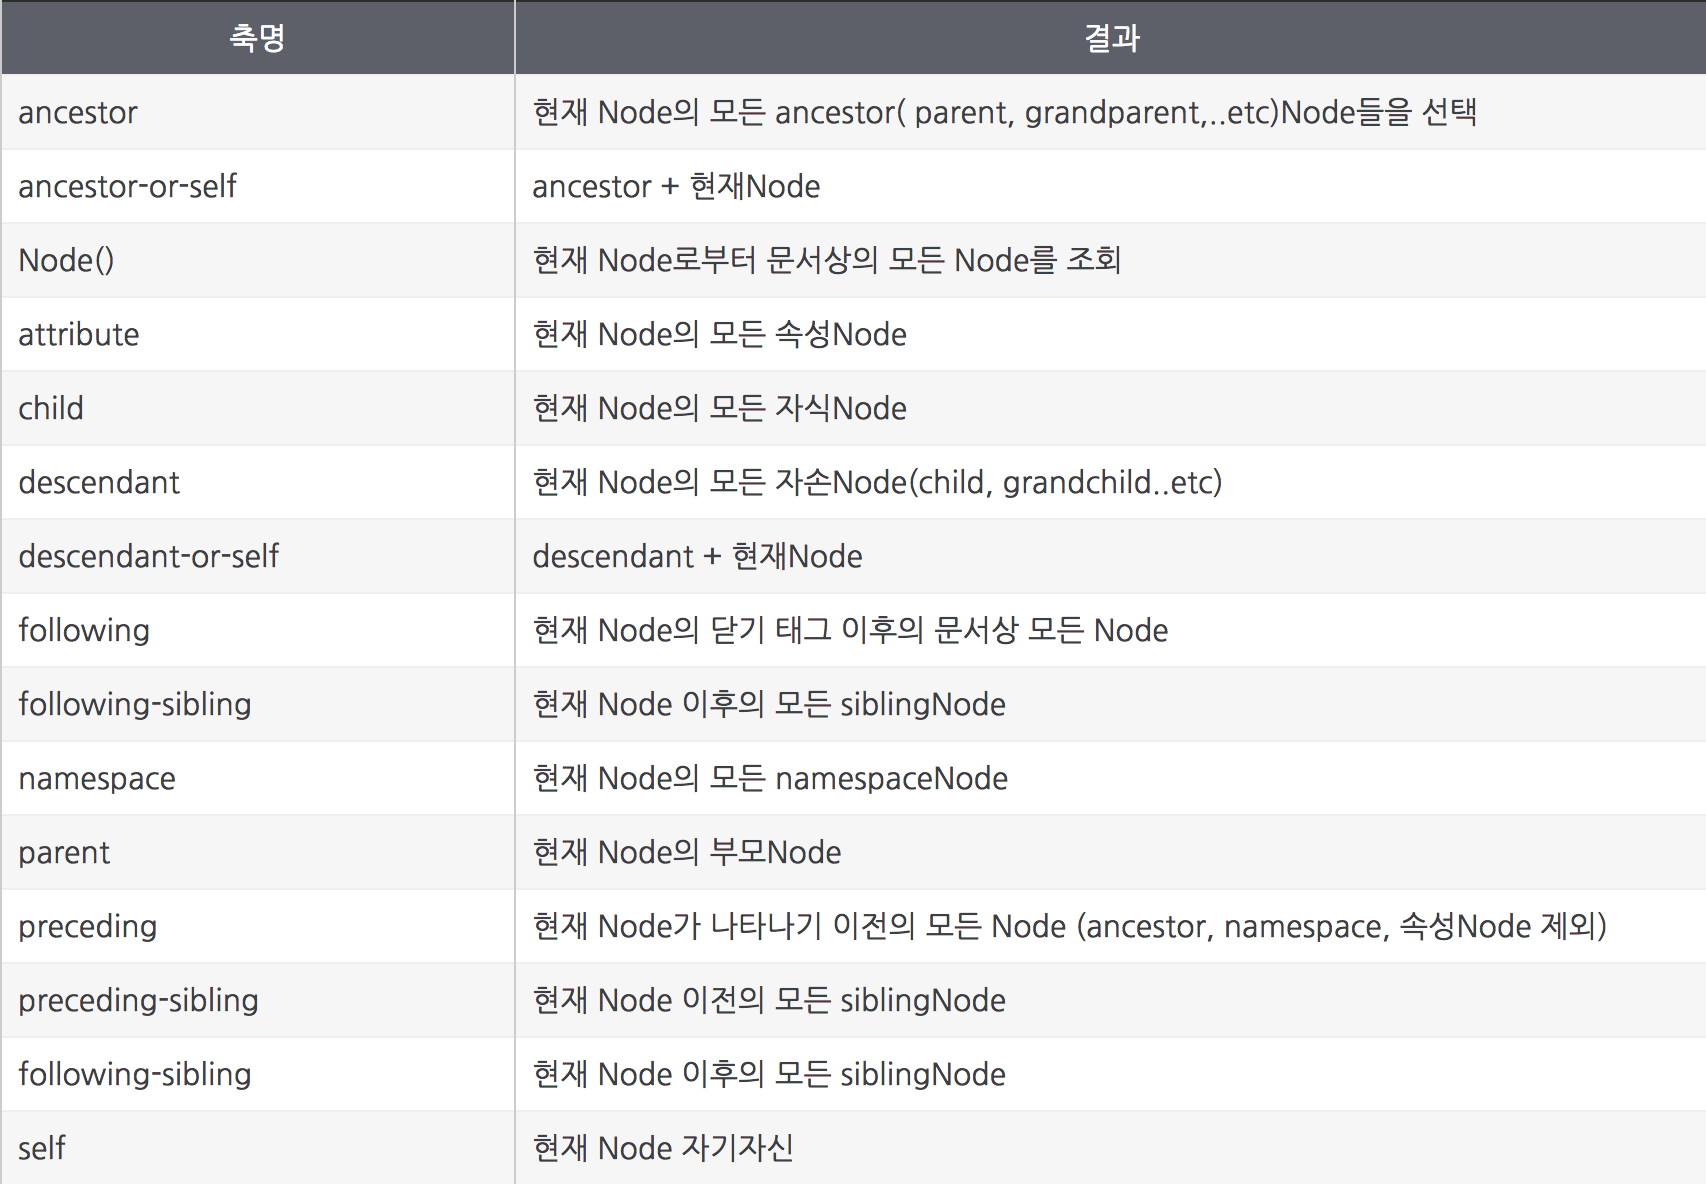 축명 결과
ancestor 현재 Node의 모든 ancestor( parent, grandparent,..etc)Node들을 선택
ancestor-or-self ancestor + 현재Node
Node() 현재 Node로부터 문서상의 모든 Node를 조회
attribute 현재 Node의 모든 속성Node
child 현재 Node의 모든 자식Node
descendant 현재 Node의 모든 자손Node(child, grandchild..etc)
descendant-or-self descendant + 현재Node
following 현재 Node의 닫기 태그 이후의 문서상 모든 Node
following-sibling 현재 Node 이후의 모든 siblingNode
namespace 현재 Node의 모든 namespaceNode
parent 현재 Node의 부모Node
preceding 현재 Node가 나타나기 이전의 모든 Node (ancestor, namespace, 속성Node 제외)
preceding-sibling 현재 Node 이전의 모든 siblingNode
following-sibling 현재 Node 이후의 모든 siblingNode
self 현재 Node 자기자신